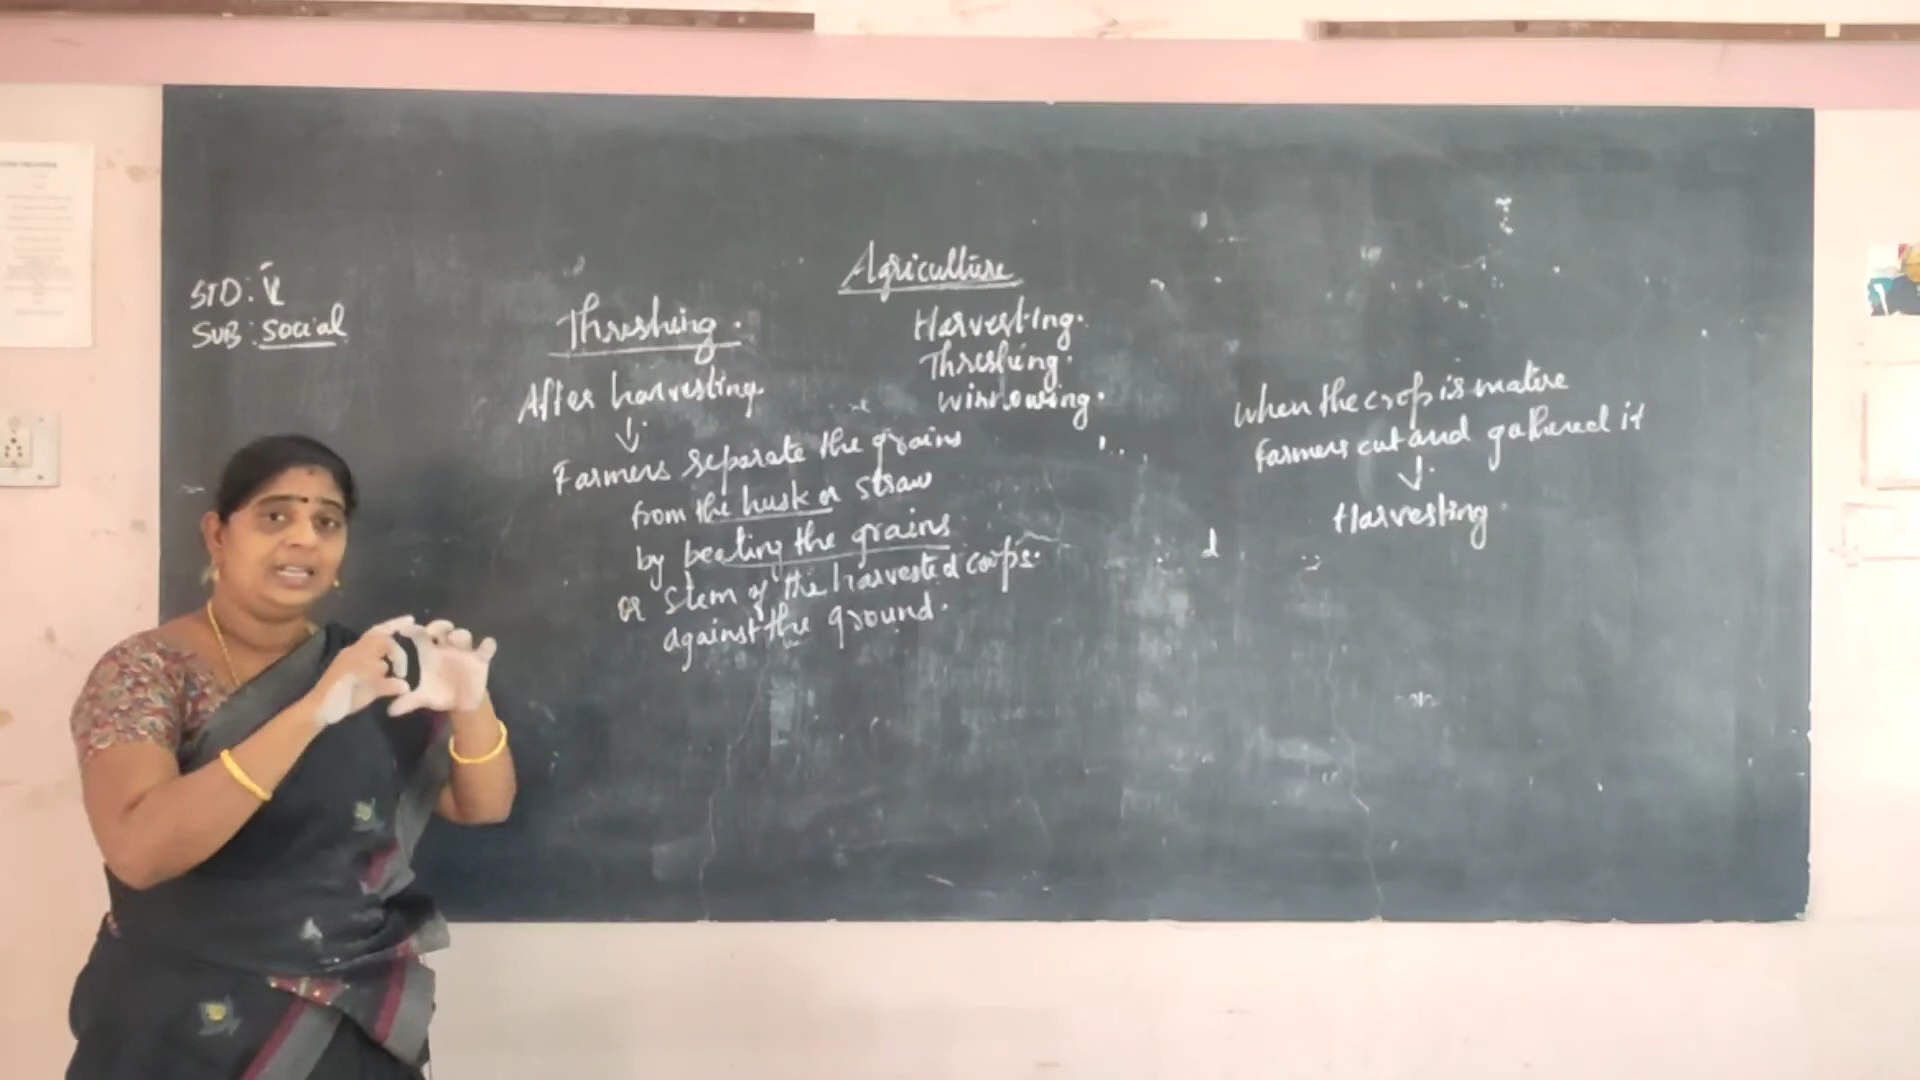 STD: V
SUB: Social
Agriculture
Threshing.
After harvesting.
↓
Farmers separate the grains
from the husk or straw
by beating the grains
or stem of the harvested corps.
against the ground.
Harvesting.
Threshing.
winnowing.
when the crop is mature
farmers cut and gathered it
↓
Harvesting